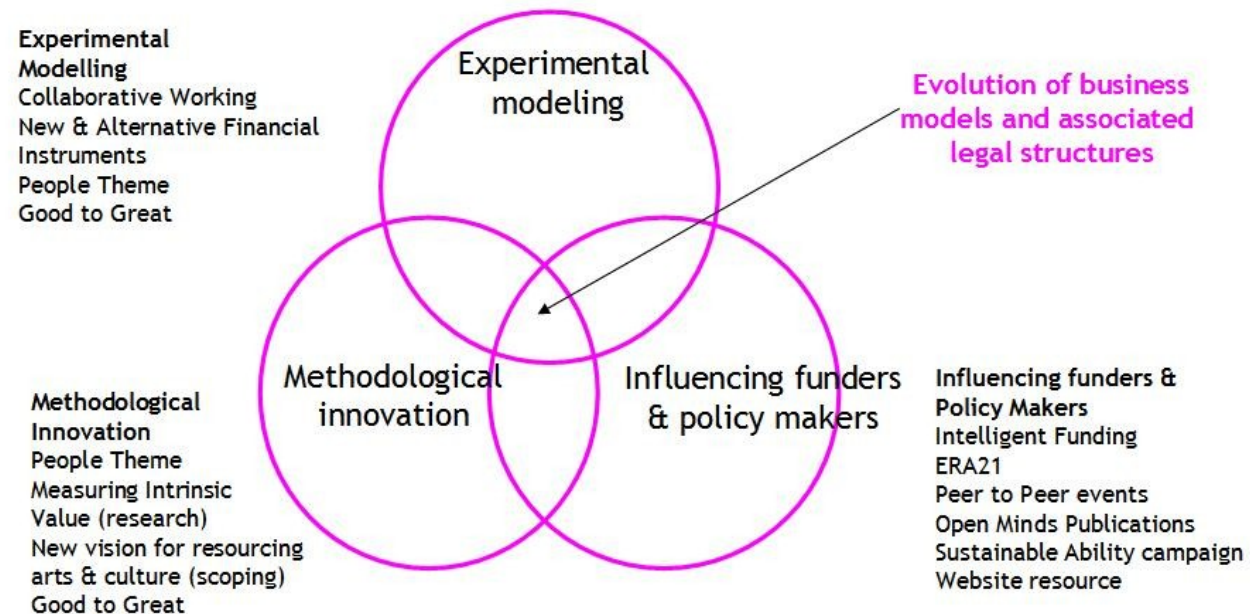 Experimental
Modelling
Collaborative Working
New & Alternative Financial
Instruments
People Theme
Good to Great
Experimental
modeling
Evolution of business
models and associated
legal structures
Methodological
innovation
Influencing funders
& policy makers
Methodological
Innovation
People Theme
Measuring Intrinsic
Value (research)
New vision for resourcing
arts & culture (scoping)
Good to Great
Influencing funders &
Policy Makers
Intelligent Funding
ERA21
Peer to Peer events
Open Minds Publications
Sustainable Ability campaign
Website resource